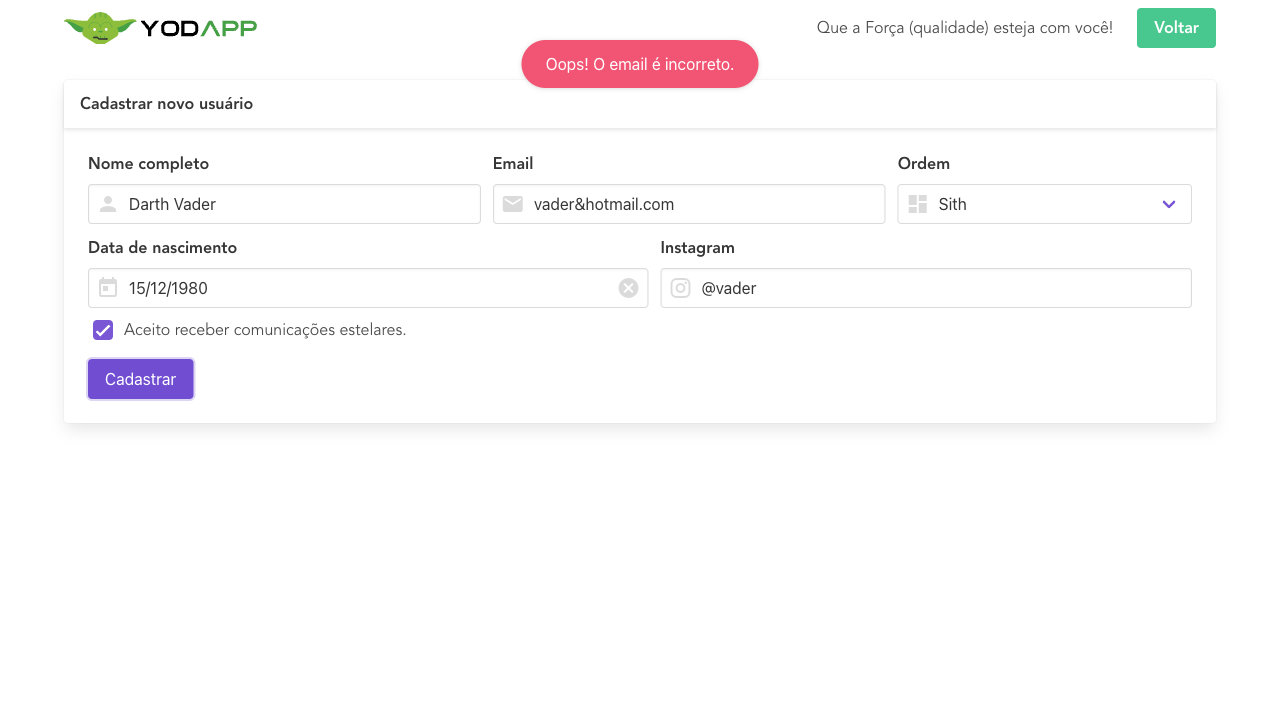 YODAPP
Que a Força (qualidade) esteja com você!
Voltar
Oops! O email é incorreto.
Cadastrar novo usuário
Nome completo
Email
Ordem
Darth Vader
vader&hotmail.com
Sith
Data de nascimento
Instagram
15/12/1980
@vader
Aceito receber comunicações estelares.
Cadastrar